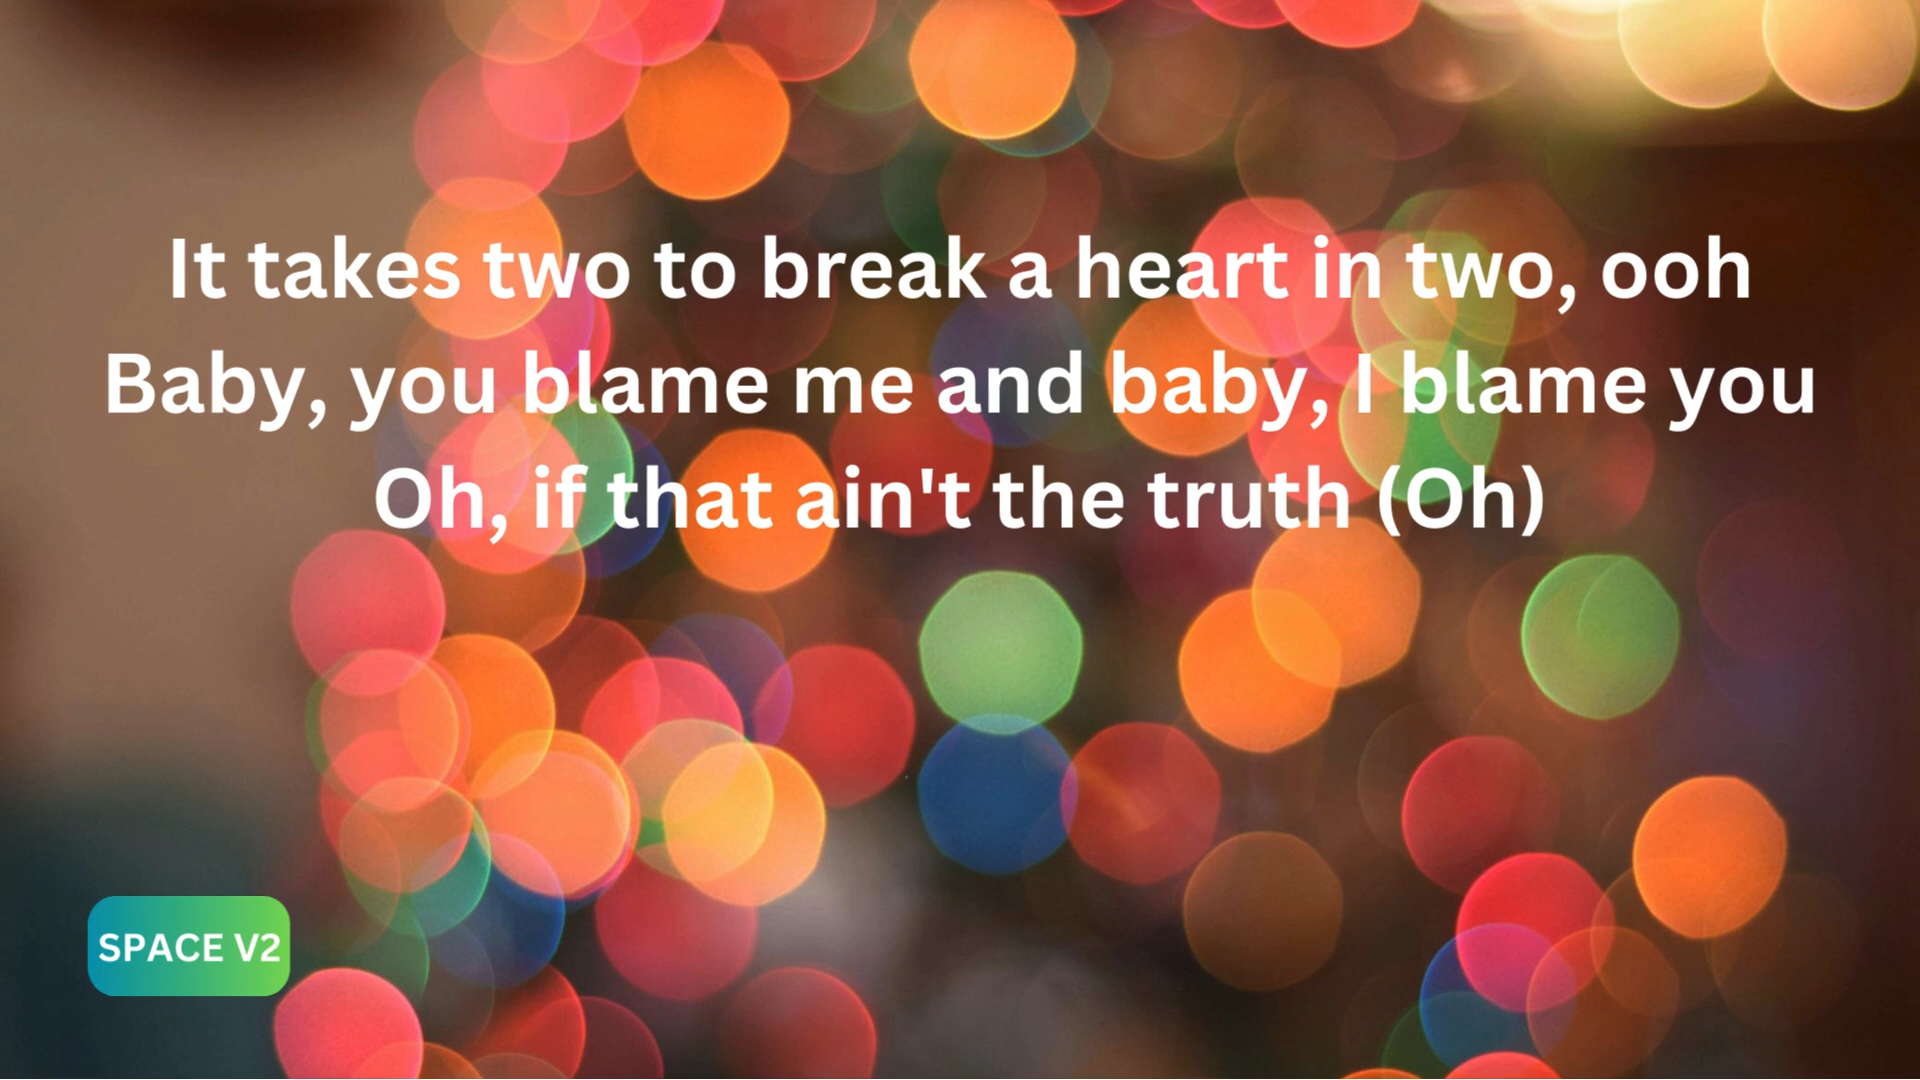 It takes two to break a heart in two, ooh
Baby, you blame me and baby, I blame you
Oh, if that ain't the truth (Oh)
SPACE V2